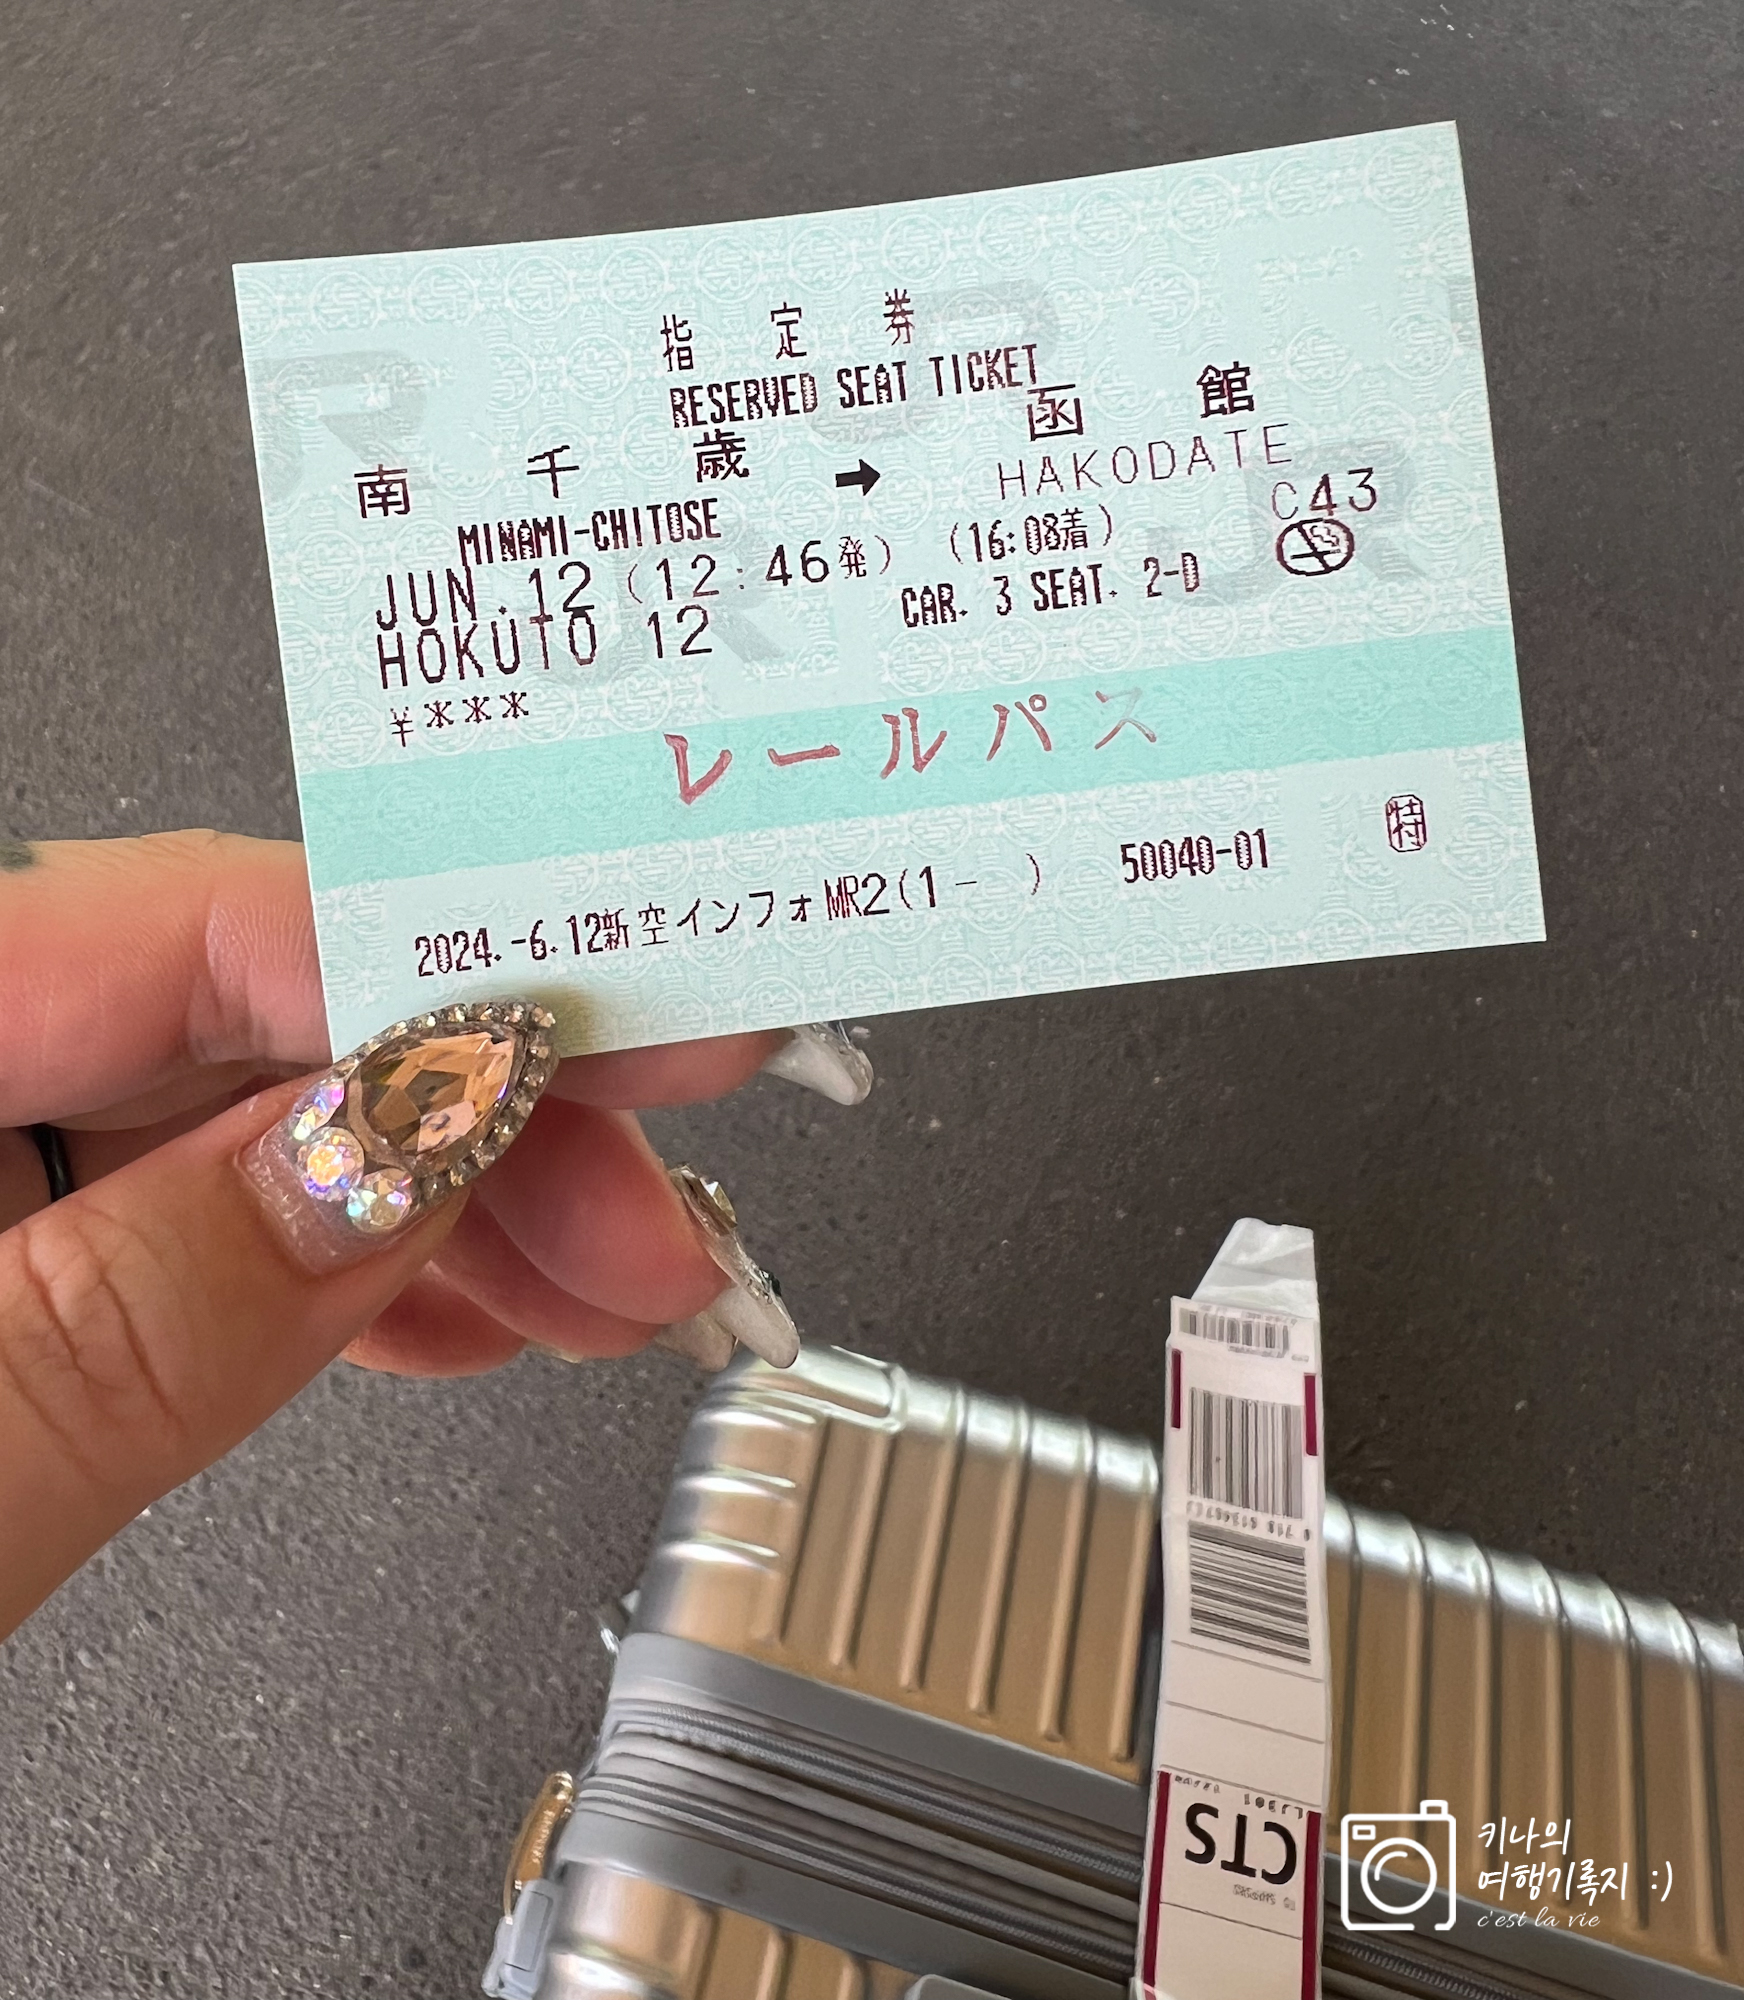 指定券
RESERVED SEAT TICKET
南千歳 ➡ 函館
MINAMI-CHITOSE HAKODATE
C43
JUN.12 (12:46発) (16:08着)
HOKUTO 12 CAR. 3 SEAT. 2-D
¥***
レールパス
2024.-6.12新空インフォMR2(1- ) 50040-01 特
CTS
키나의
여행기록지 :)
c'est la vie